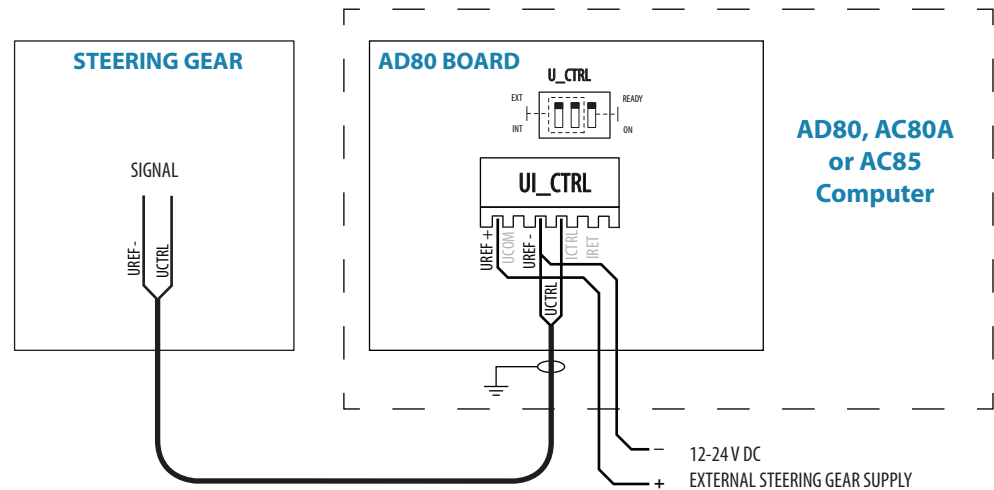 STEERING GEAR
SIGNAL
UREF-
UCTRL
AD80 BOARD
U_CTRL
EXT
INT
READY
ON
UI_CTRL
UREF +
UCOM
UREF -
UCTRL
ICTRL
IRET
AD80, AC80A
or AC85
Computer
– 12-24 V DC
+ EXTERNAL STEERING GEAR SUPPLY